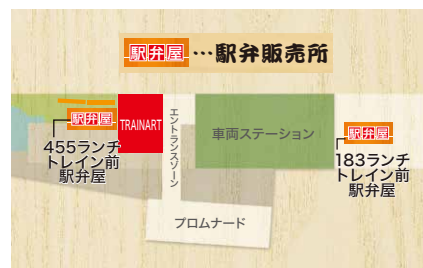 駅弁屋…駅弁販売所
駅弁屋
455ランチ
トレイン前
駅弁屋
TRAINART
エントランスゾーン
車両ステーション
プロムナード
駅弁屋
183ランチ
トレイン前
駅弁屋